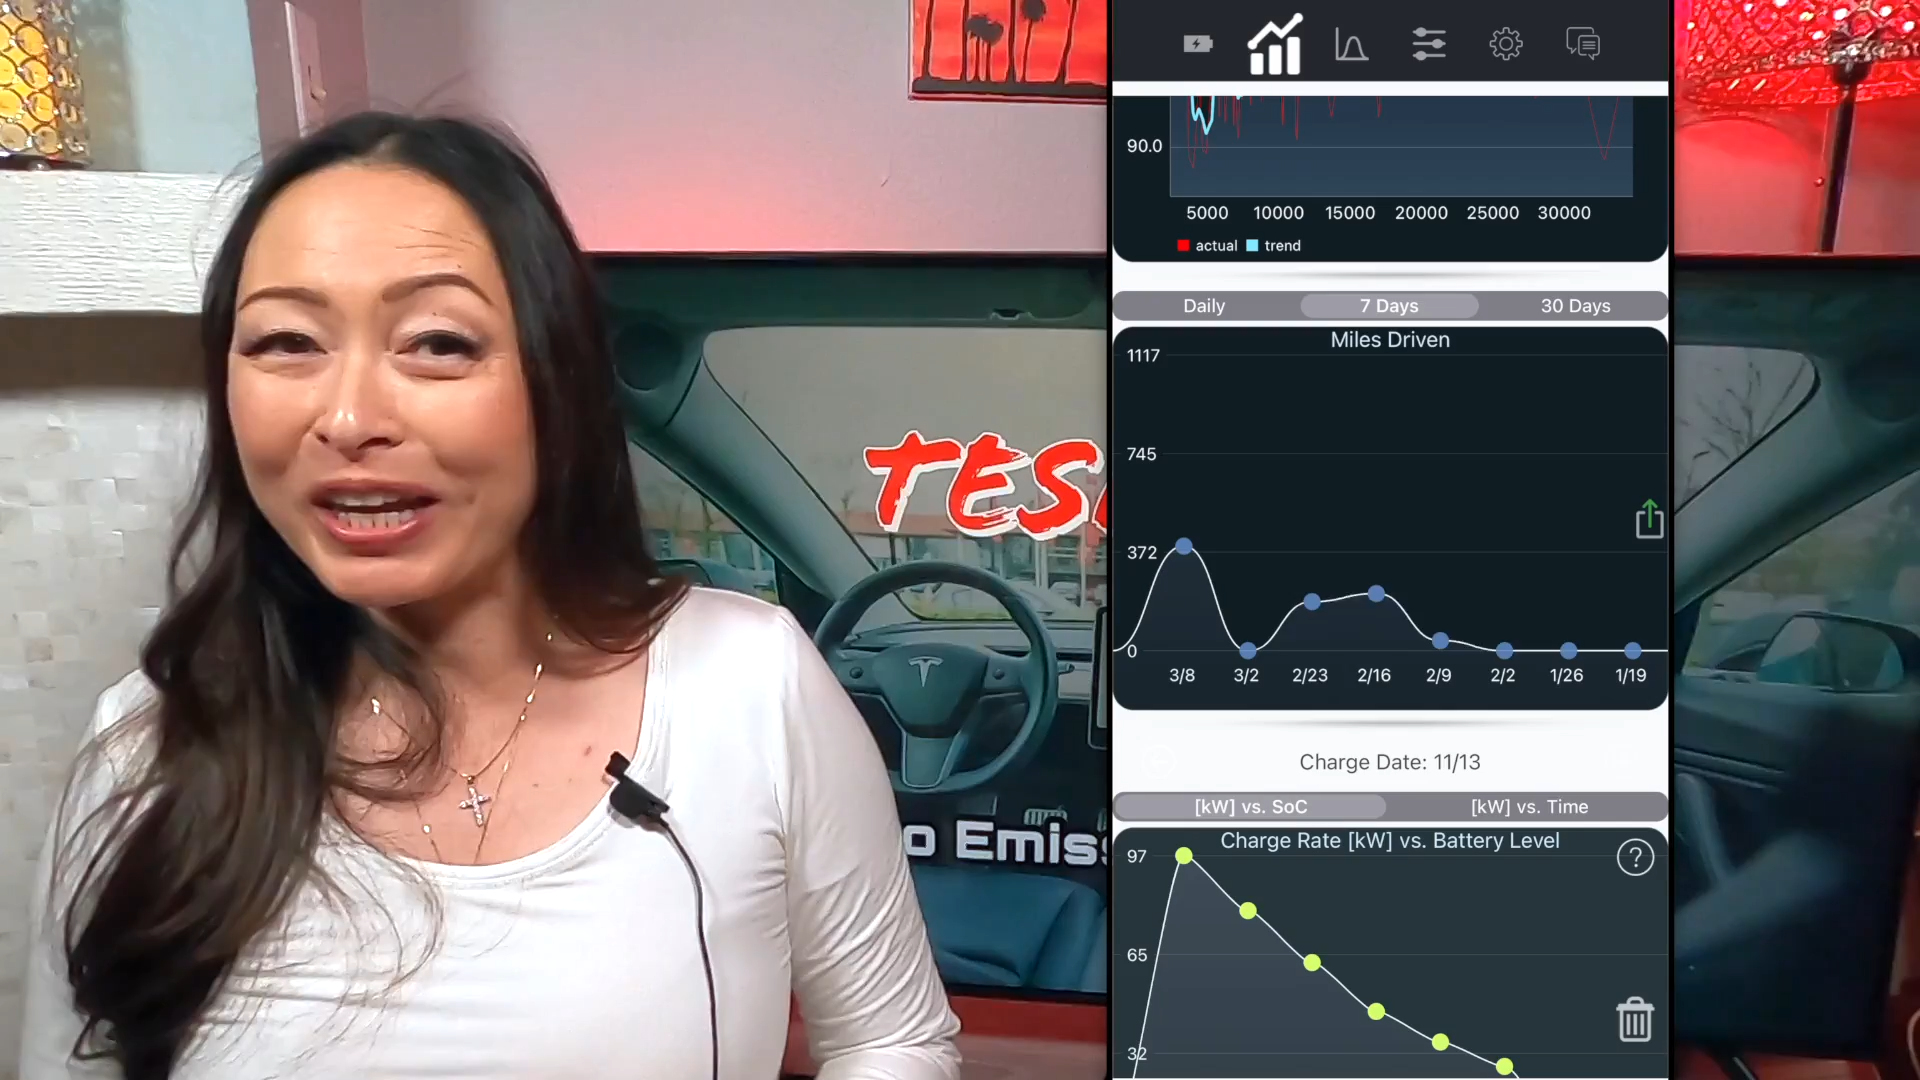 90.0
5000 10000 15000 20000 25000 30000
actual trend
Daily 7 Days 30 Days
Miles Driven
1117
745
372
0
3/8 3/2 2/23 2/16 2/9 2/2 1/26 1/19
Charge Date: 11/13
[kW] vs. SoC [kW] vs. Time
Charge Rate [kW] vs. Battery Level
97
?
65
32
TES
o Emis